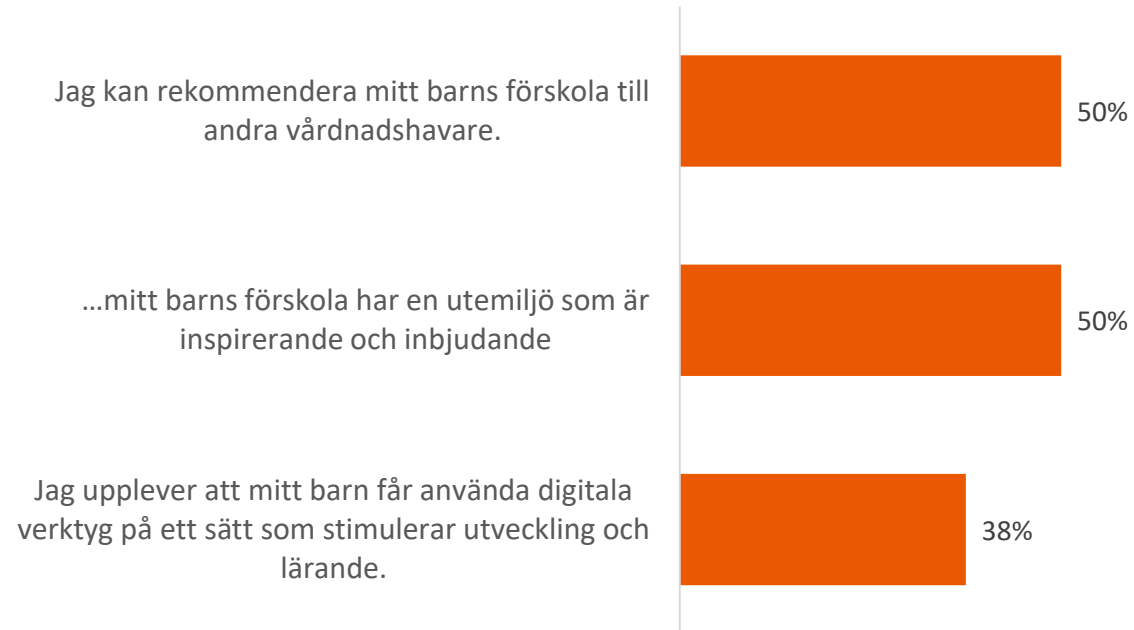 Jag kan rekommendera mitt barns förskola till
andra vårdnadshavare.
50%
...mitt barns förskola har en utemiljö som är
inspirerande och inbjudande
50%
Jag upplever att mitt barn får använda digitala
verktyg på ett sätt som stimulerar utveckling och
lärande.
38%